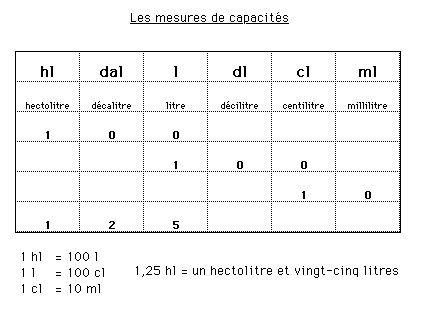 Les mesures de capacités
hl dal l dl cl ml
hectolitre décalitre litre décilitre centilitre millilitre
1 0 0
1 0 0
1 0
1 2 5
1 hl = 100 l
1 l = 100 cl
1 cl = 10 ml
1,25 hl = un hectolitre et vingt-cinq litres